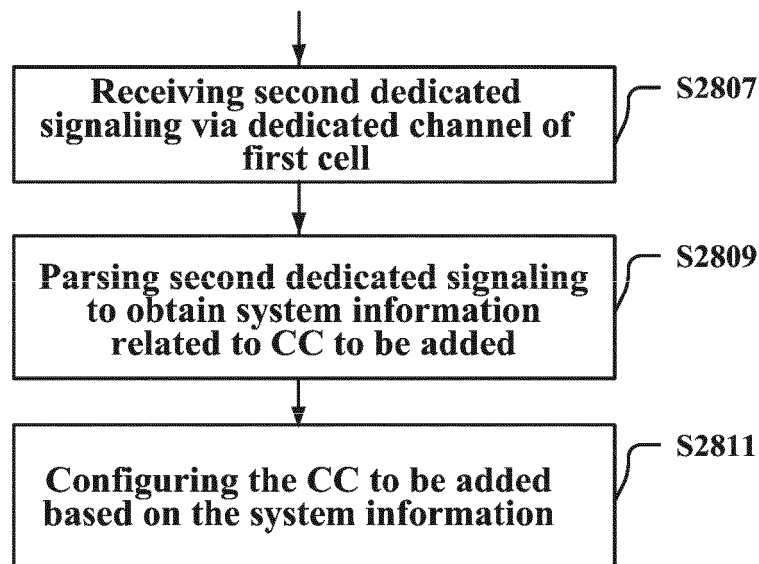 Receiving second dedicated
signaling via dedicated channel of
first cell
S2807
Parsing second dedicated signaling
to obtain system information
related to CC to be added
S2809
Configuring the CC to be added
based on the system information
S2811